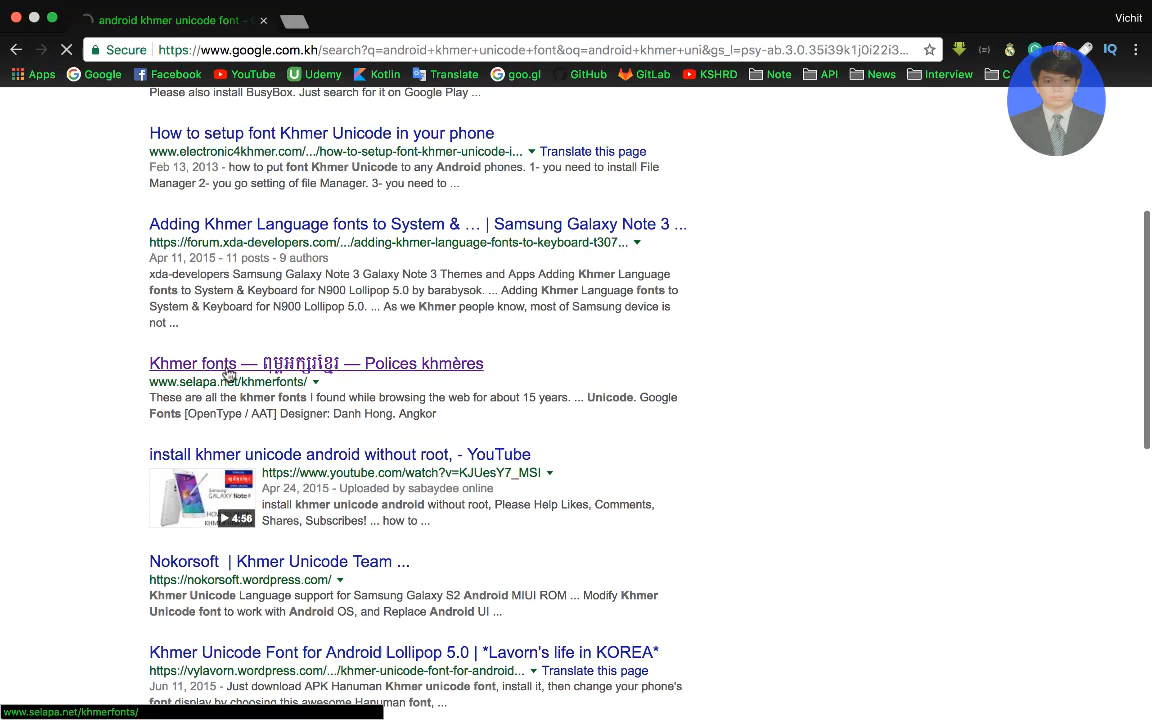 android khmer unicode font -
Vichit
Secure https://www.google.com.kh/search?q=android+khmer+unicode+font&oq=android+khmer+uni&gs_l=psy-ab.3.0.35i39k1j0i22i3...
Apps Google Facebook YouTube Udemy Kotlin Translate goo.gl GitHub GitLab KSHRD Note API News Interview C
Please also install BusyBox. Just search for it on Google Play ...
How to setup font Khmer Unicode in your phone
www.electronic4khmer.com/.../how-to-setup-font-khmer-unicode-i... Translate this page
Feb 13, 2013 - how to put font Khmer Unicode to any Android phones. 1- you need to install File
Manager 2- you go setting of file Manager. 3- you need to ...
Adding Khmer Language fonts to System & … | Samsung Galaxy Note 3 ...
https://forum.xda-developers.com/.../adding-khmer-language-fonts-to-keyboard-t307...
Apr 11, 2015 - 11 posts - 9 authors
xda-developers Samsung Galaxy Note 3 Galaxy Note 3 Themes and Apps Adding Khmer Language
fonts to System & Keyboard for N900 Lollipop 5.0 by barabysok. ... Adding Khmer Language fonts to
System & Keyboard for N900 Lollipop 5.0. ... As we Khmer people know, most of Samsung device is
not ...
Khmer fonts — ពុម្ពអក្សរខ្មែរ — Polices khmères
www.selapa.net/khmerfonts/
These are all the khmer fonts I found while browsing the web for about 15 years. ... Unicode. Google
Fonts [OpenType / AAT] Designer: Danh Hong. Angkor
install khmer unicode android without root, - YouTube
https://www.youtube.com/watch?v=KJUesY7_MSI
Apr 24, 2015 - Uploaded by sabaydee online
install khmer unicode android without root, Please Help Likes, Comments,
Shares, Subscribes! ... how to ...
4:56
Nokorsoft | Khmer Unicode Team ...
https://nokorsoft.wordpress.com/
Khmer Unicode Language support for Samsung Galaxy S2 Android MIUI ROM ... Modify Khmer
Unicode font to work with Android OS, and Replace Android UI ...
Khmer Unicode Font for Android Lollipop 5.0 | *Lavorn's life in KOREA*
https://vylavorn.wordpress.com/.../khmer-unicode-font-for-android... Translate this page
Jun 11, 2015 - Just download APK Hanuman Khmer unicode font, install it, then change your phone's
font display by choosing this awesome Hanuman font, ...
www.selapa.net/khmerfonts/